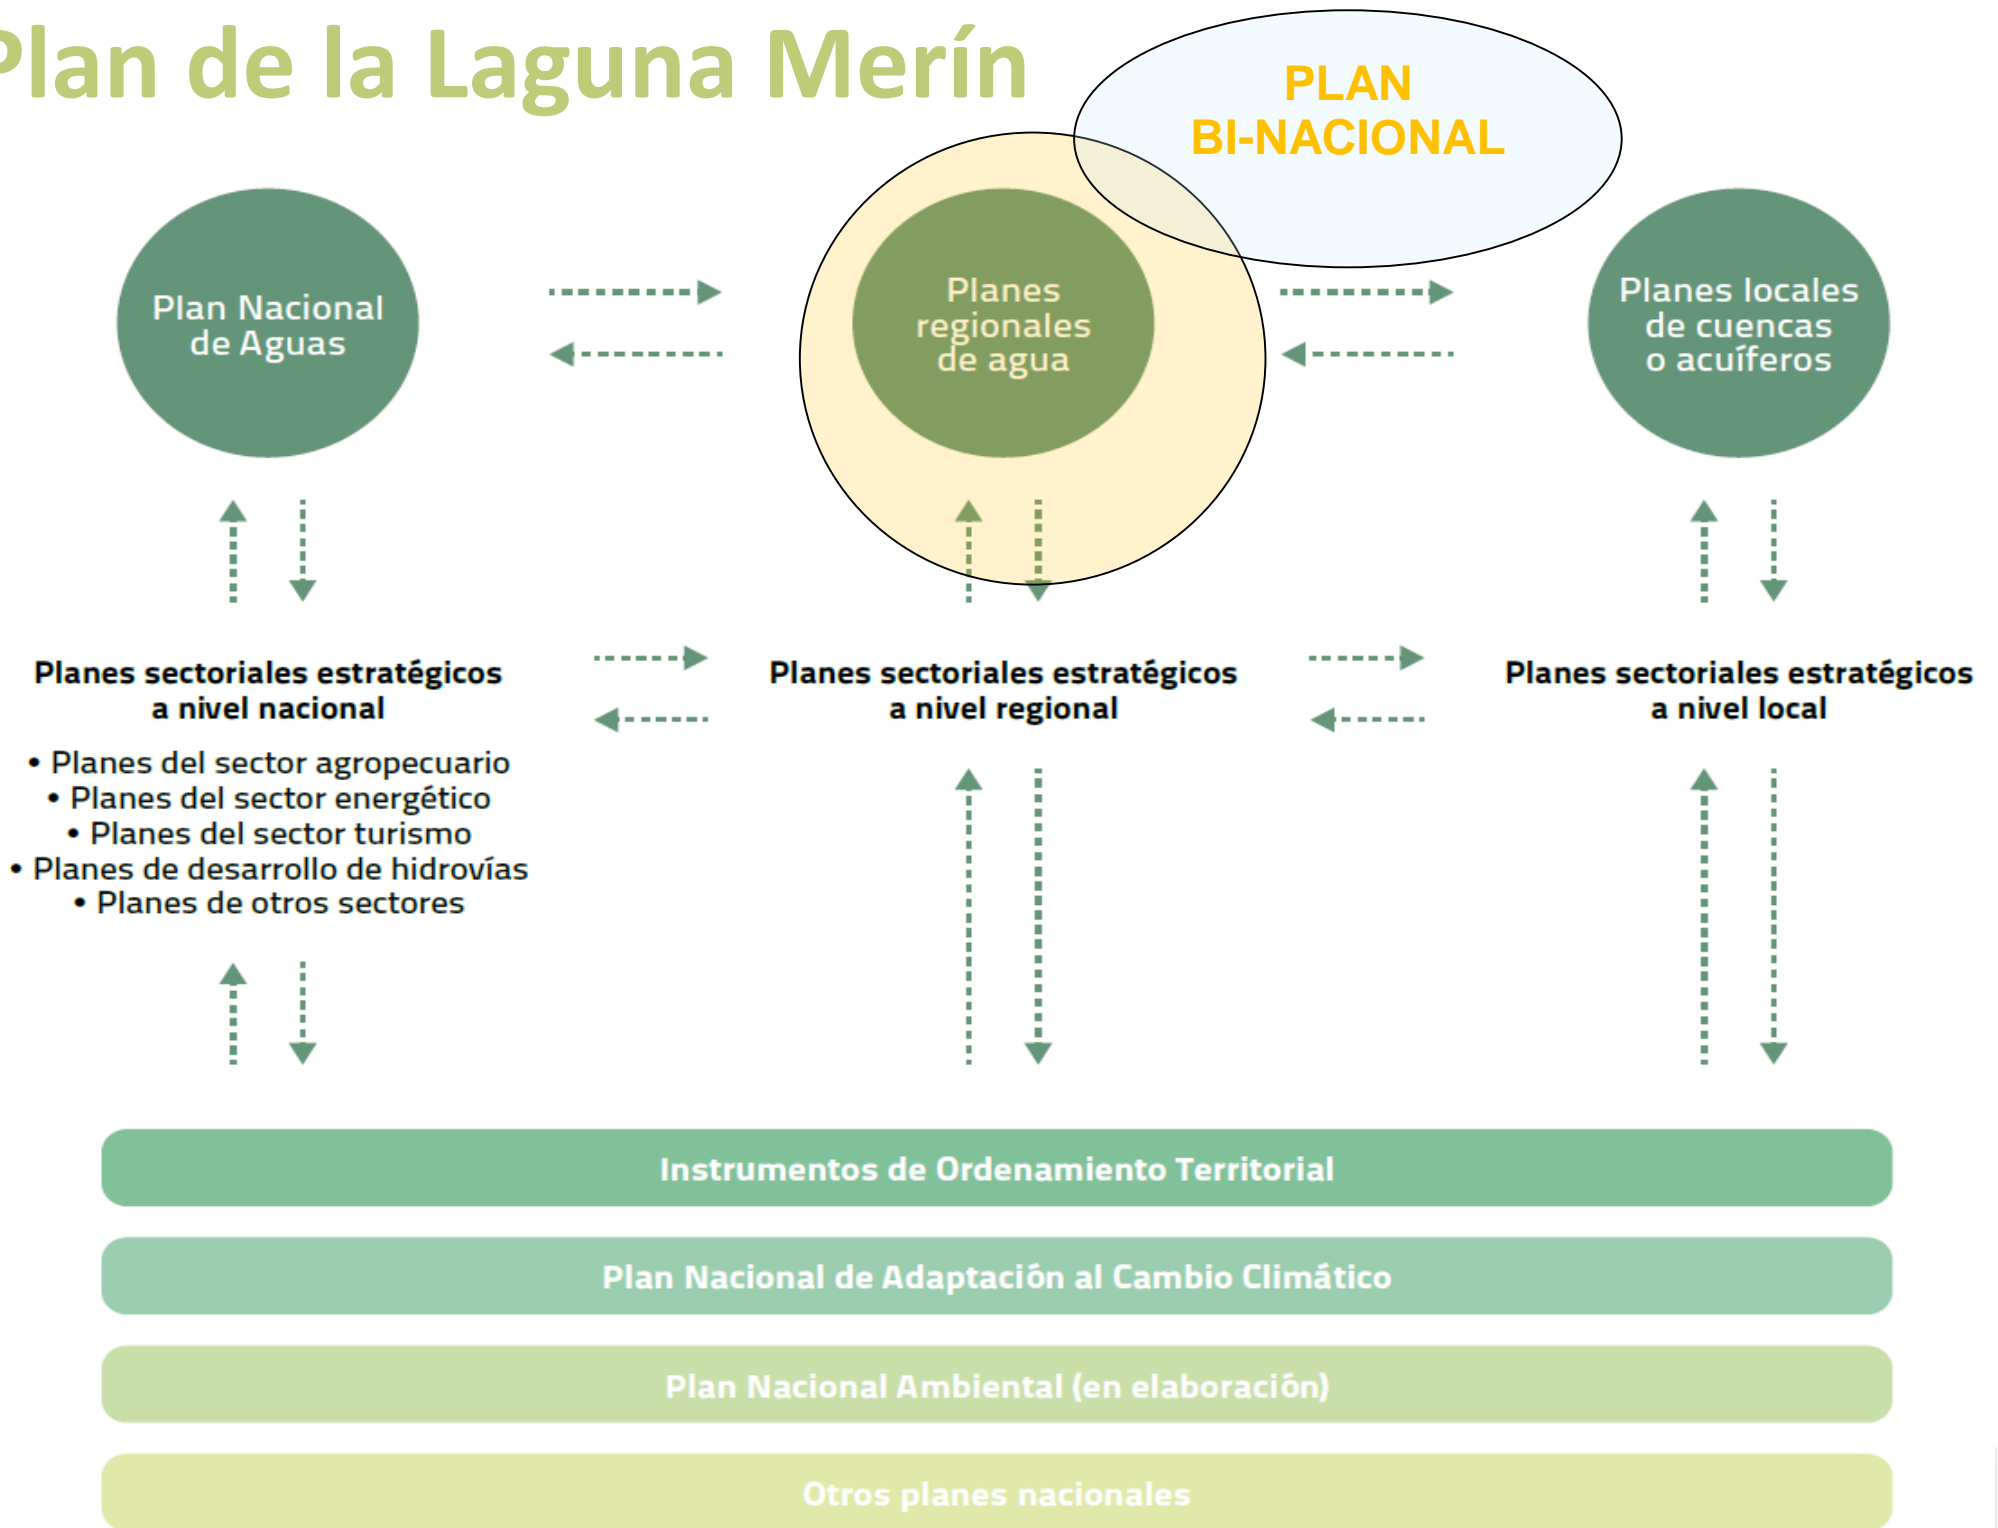 Plan de la Laguna Merín
PLAN
BI-NACIONAL
Plan Nacional
de Aguas
Planes
regionales
de agua
Planes locales
de cuencas
o acuíferos
Planes sectoriales estratégicos
a nivel nacional
• Planes del sector agropecuario
• Planes del sector energético
• Planes del sector turismo
• Planes de desarrollo de hidrovías
• Planes de otros sectores
Planes sectoriales estratégicos
a nivel regional
Planes sectoriales estratégicos
a nivel local
Instrumentos de Ordenamiento Territorial
Plan Nacional de Adaptación al Cambio Climático
Plan Nacional Ambiental (en elaboración)
Otros planes nacionales